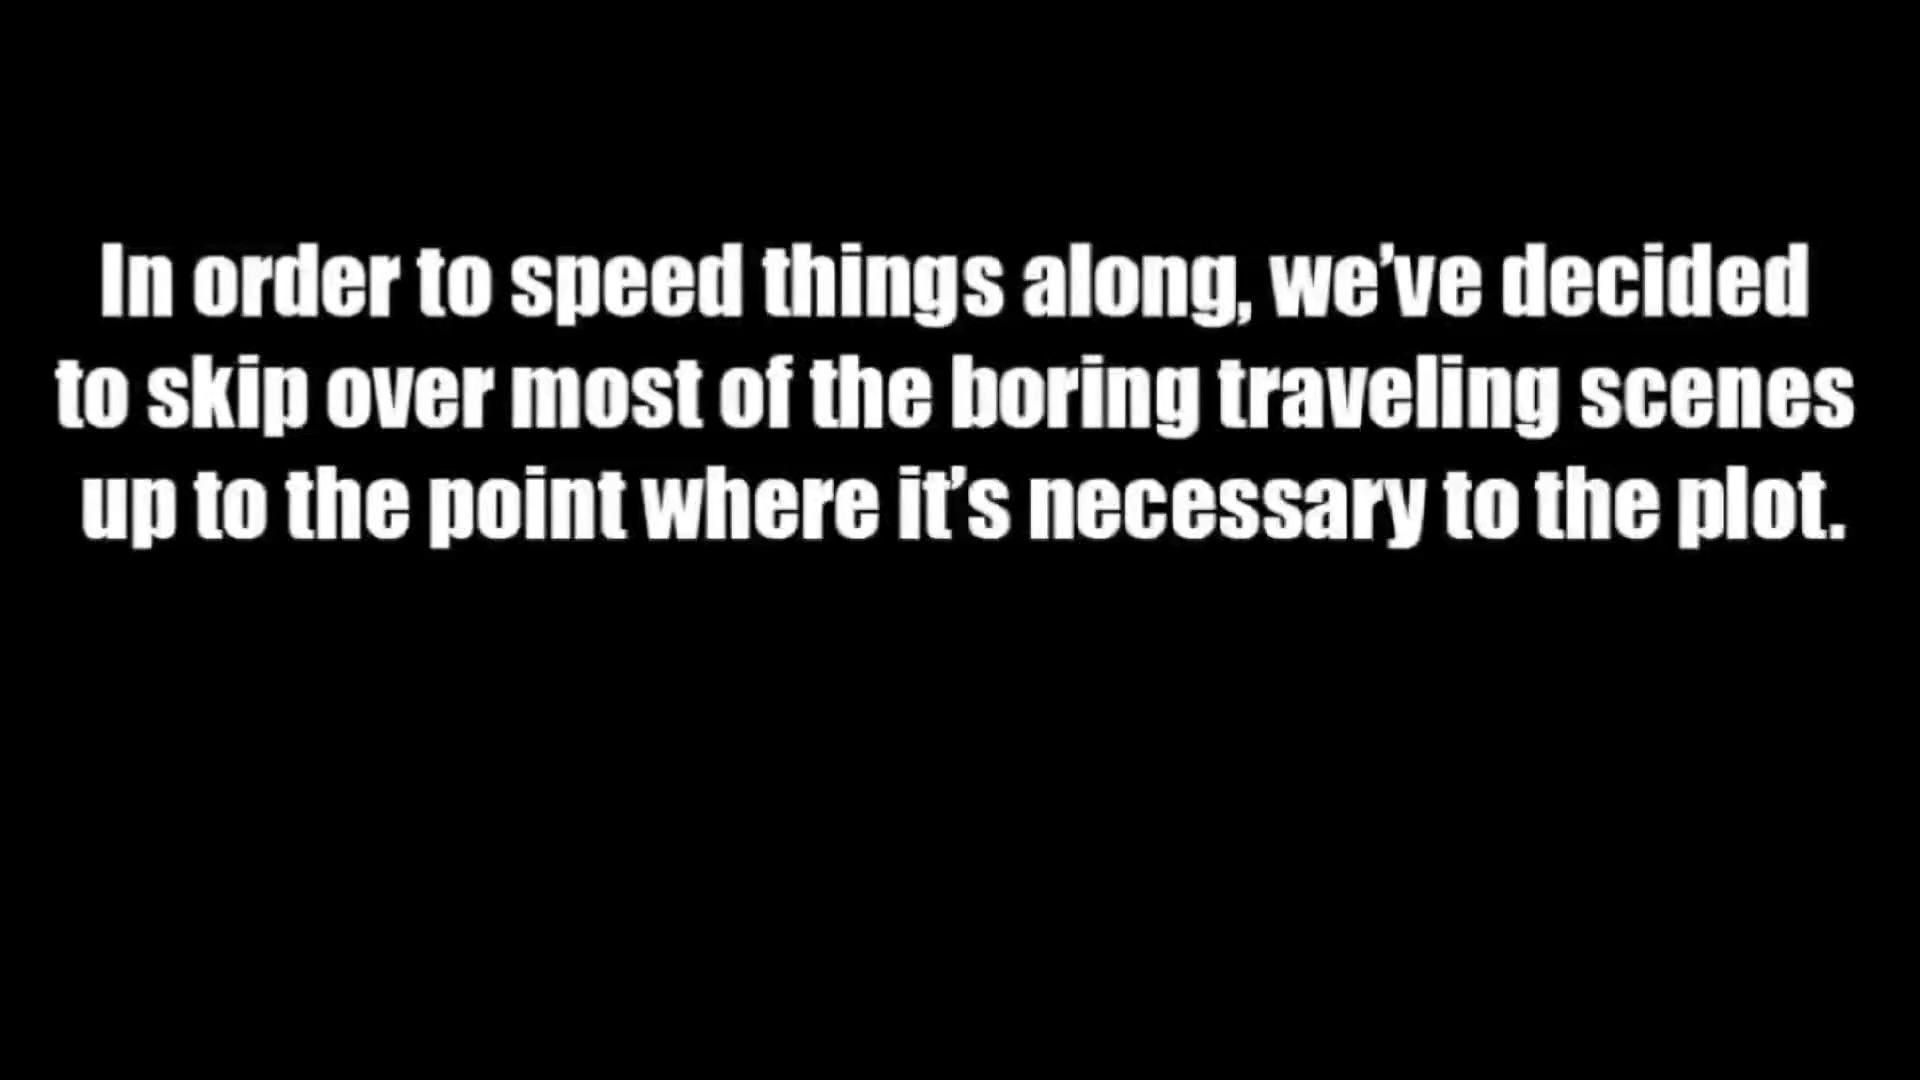 In order to speed things along, we’ve decided
to skip over most of the boring traveling scenes
up to the point where it’s necessary to the plot.